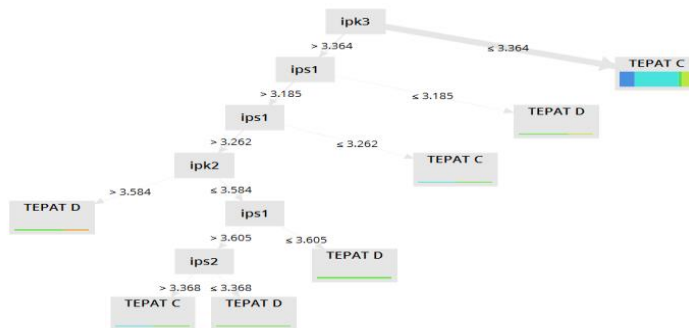 ipk3
> 3.364
≤ 3.364
ips1
TEPAT C
> 3.185
≤ 3.185
ips1
TEPAT D
> 3.262
≤ 3.262
ipk2
TEPAT C
> 3.584
≤ 3.584
TEPAT D
ips1
> 3.605
≤ 3.605
ips2
TEPAT D
> 3.368
≤ 3.368
TEPAT C
TEPAT D